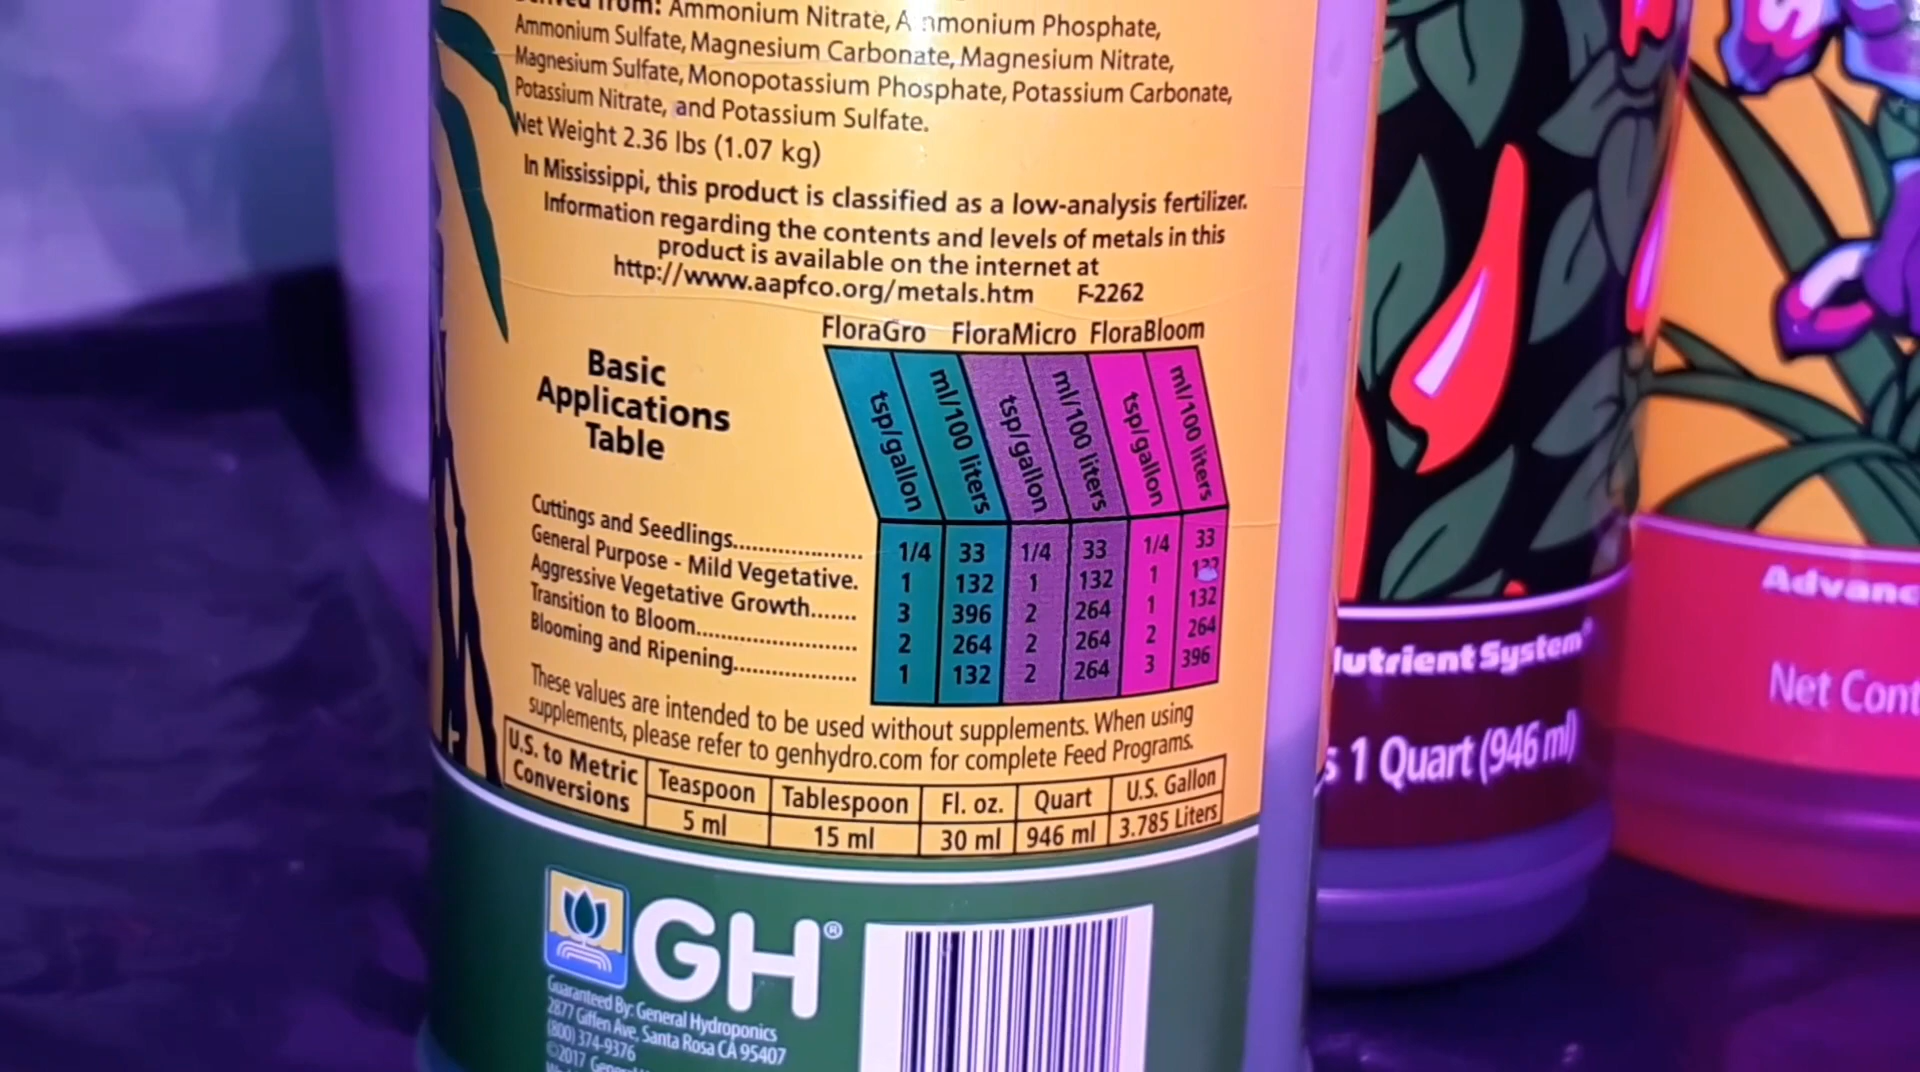 from: Ammonium Nitrate, Ammonium Phosphate,
Ammonium Sulfate, Magnesium Carbonate, Magnesium Nitrate,
Magnesium Sulfate, Monopotassium Phosphate, Potassium Carbonate,
Potassium Nitrate, and Potassium Sulfate.
Net Weight 2.36 lbs (1.07 kg)
In Mississippi, this product is classified as a low-analysis fertilizer.
Information regarding the contents and levels of metals in this
product is available on the internet at
http://www.aapfco.org/metals.htm F-2262
FloraGro FloraMicro FloraBloom
Basic
Applications
Table
tsp/gallon ml/100 liters tsp/gallon ml/100 liters tsp/gallon ml/100 liters
Cuttings and Seedlings.................... 1/4 33 1/4 33 1/4 33
General Purpose - Mild Vegetative. 1 132 1 132 1
Aggressive Vegetative Growth....... 3 396 2 264 1 132
Transition to Bloom......................... 2 264 2 264 2 264
Blooming and Ripening................... 1 132 2 264 3 396
These values are intended to be used without supplements. When using
supplements, please refer to genhydro.com for complete Feed Programs.
U.S. to Metric
Conversions
Teaspoon Tablespoon Fl. oz. Quart U.S. Gallon
5 ml 15 ml 30 ml 946 ml 3.785 Liters
GH®
Guaranteed By: General Hydroponics
2877 Giffen Ave, Santa Rosa CA 95407
(800) 374-9376
©2017
Nutrient System®
s 1 Quart (946 ml)
Advanc
Net Cont